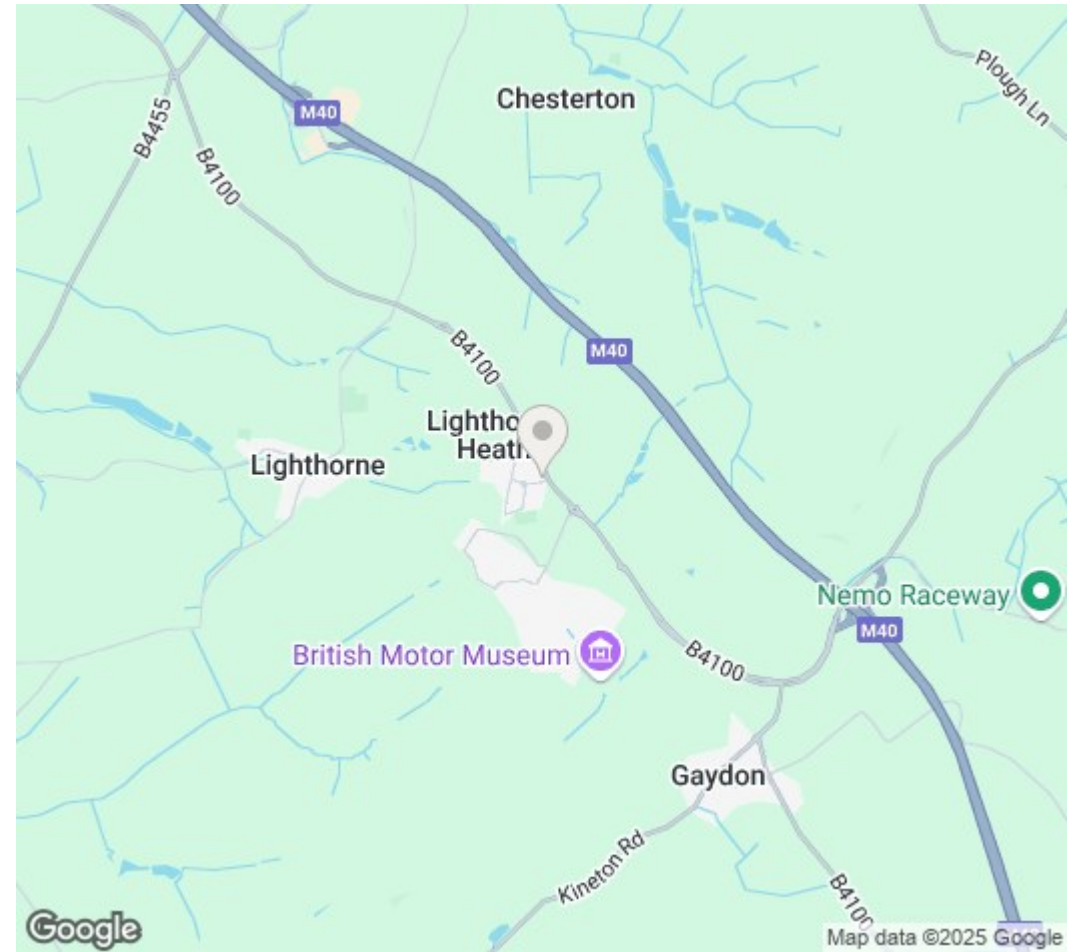 Plough Ln
Chesterton
M40
B4455
B4100
M40
B4100
Lighthorne
Heath
Lighthorne
Nemo Raceway
M40
British Motor Museum
B4100
Gaydon
Kineton Rd
B4100
Google
Map data ©2025 Google